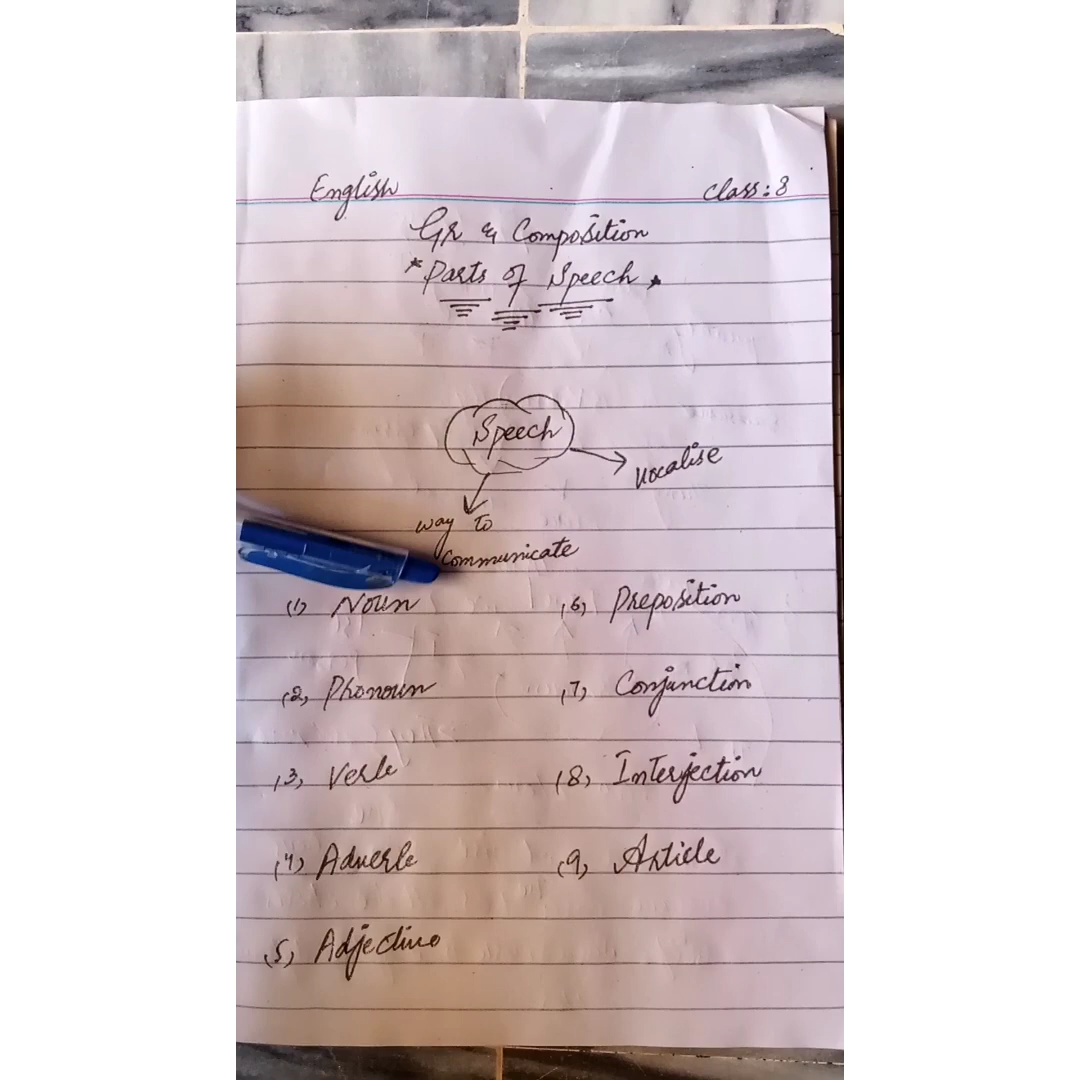 English Class: 8
Gr & Composition
*Parts of Speech*
Speech
vocalise
way to
communicate
(1) Noun (6) Preposition
(2) Pronoun (7) Conjunction
(3) Verb (8) Interjection
(4) Adverb (9) Article
(5) Adjective